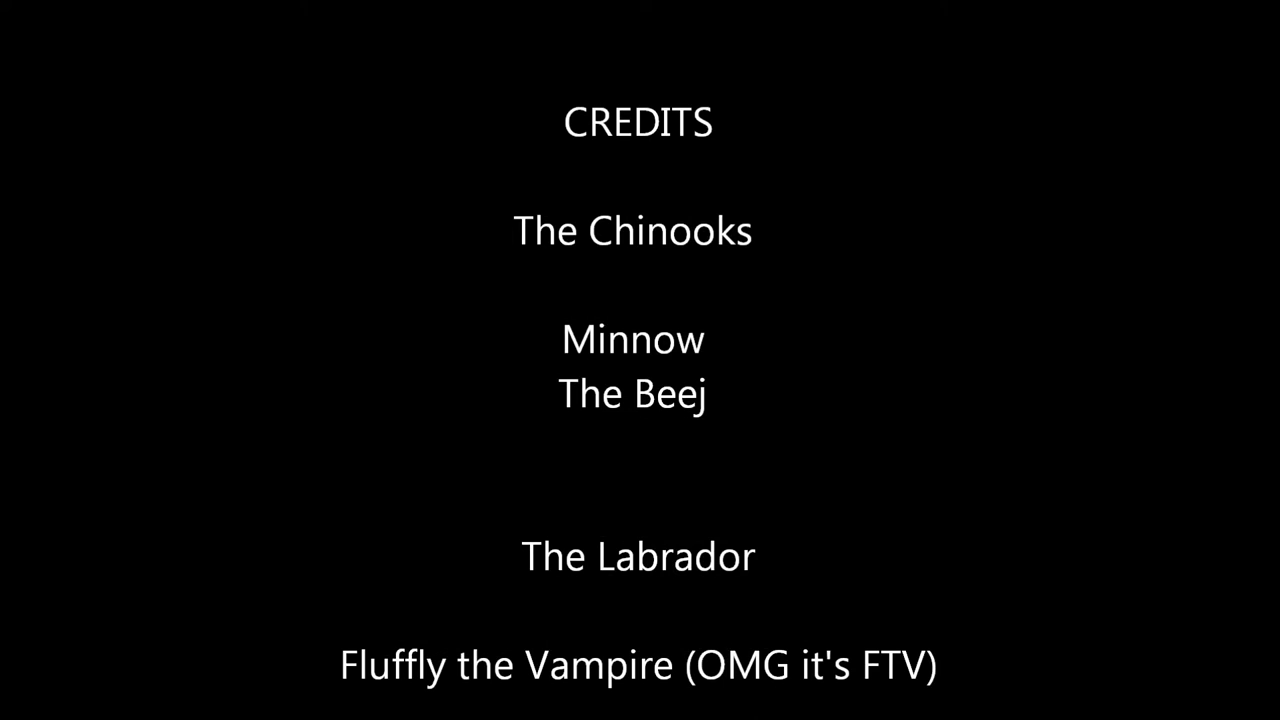 CREDITS
The Chinooks
Minnow
The Beej
The Labrador
Fluffly the Vampire (OMG it's FTV)